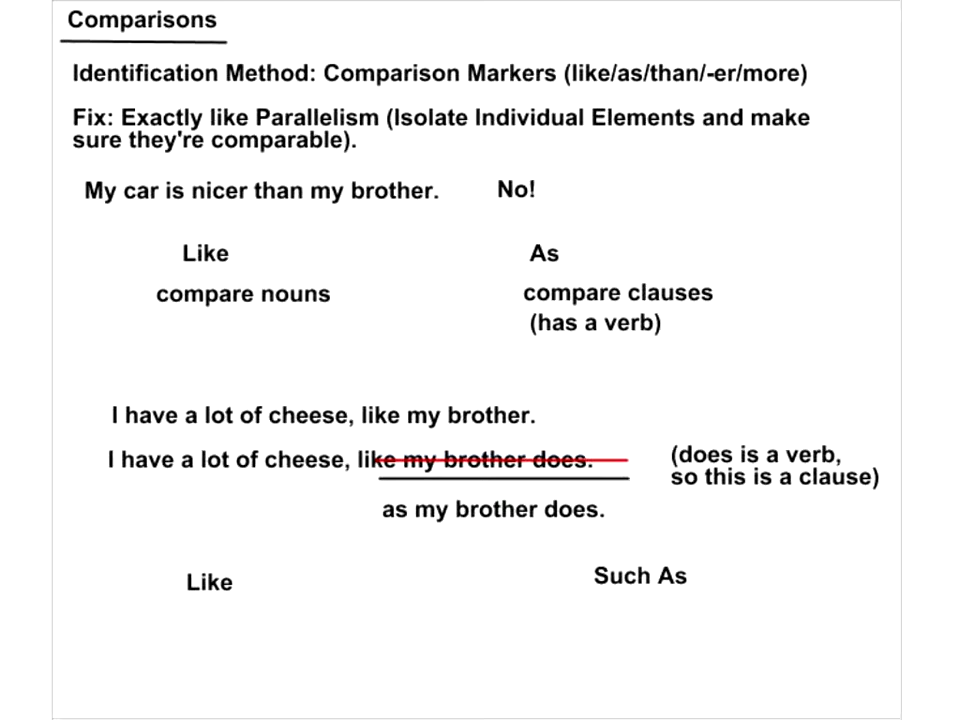 Comparisons
Identification Method: Comparison Markers (like/as/than/-er/more)
Fix: Exactly like Parallelism (Isolate Individual Elements and make
sure they're comparable).
My car is nicer than my brother. No!
Like As
compare nouns compare clauses
(has a verb)
I have a lot of cheese, like my brother.
I have a lot of cheese, like my brother does. (does is a verb,
so this is a clause)
as my brother does.
Like Such As